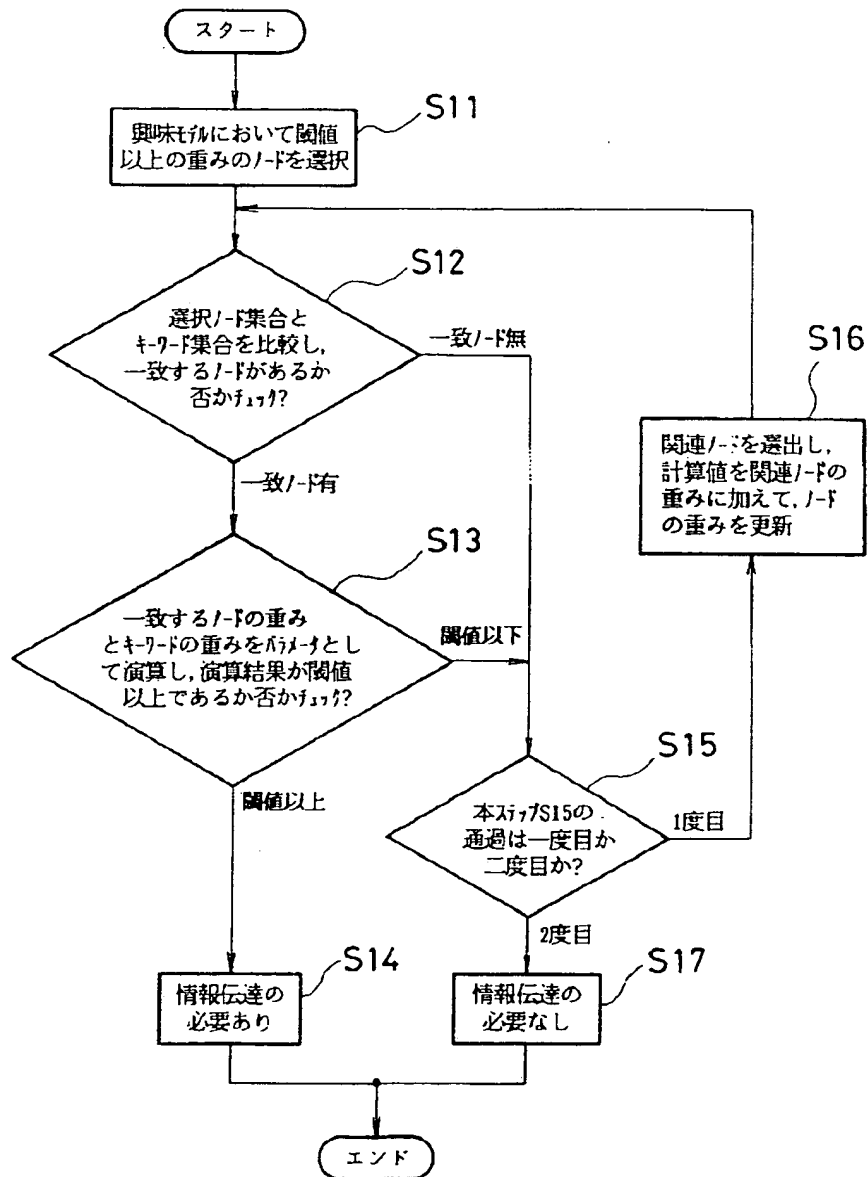 スタート
S11
興味モデルにおいて閾値
以上の重みのノードを選択
S12
選択ノード集合と
キーワード集合を比較し,
一致するノードがあるか
否かチェック?
一致ノード無
一致ノード有
S16
関連ノードを選出し,
計算値を関連ノードの
重みに加えて,ノード
の重みを更新
S13
一致するノードの重み
とキーワードの重みをパラメータとし
て演算し,演算結果が閾値
以上であるか否かチェック?
閾値以下
閾値以上
S15
本ステップS15の
通過は一度目か
二度目か?
1度目
2度目
S14
情報伝達の
必要あり
S17
情報伝達の
必要なし
エンド